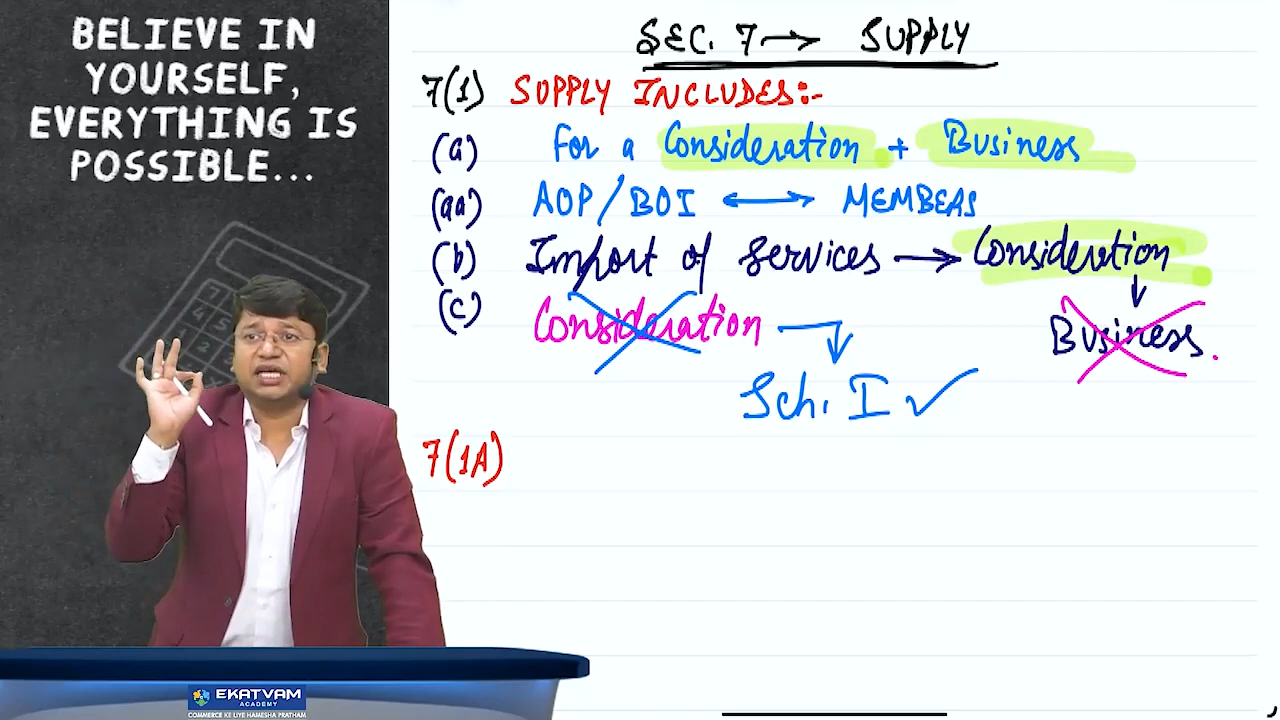 BELIEVE IN
YOURSELF,
EVERYTHING IS
POSSIBLE...
SEC. 7 → SUPPLY
7(1) SUPPLY INCLUDES:-
(a) For a Consideration + Business
(aa) AOP/BOI ↔ MEMBERS
(b) Import of Services → Consideration
↓
(c) Consideration → Business.
Sch. I ✓
7(1A)
EKATVAM
ACADEMY
COMMERCE KE LIYE HAMESHA PRATHAM